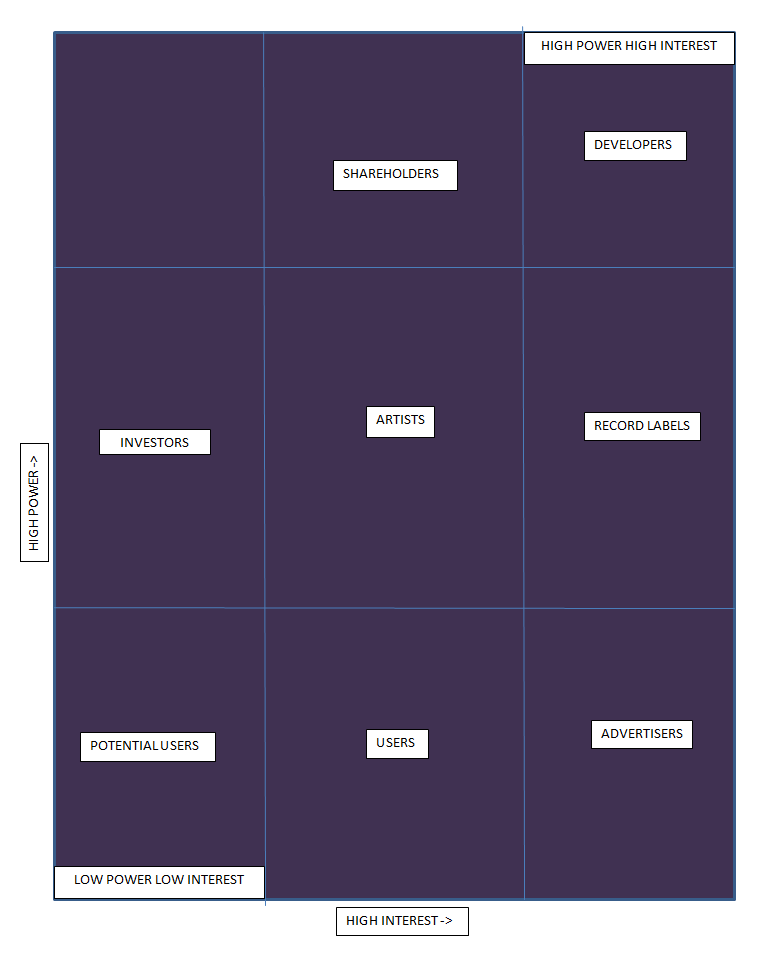 HIGH POWER HIGH INTEREST
DEVELOPERS
SHAREHOLDERS
ARTISTS
RECORD LABELS
INVESTORS
HIGH POWER ->
POTENTIAL USERS
USERS
ADVERTISERS
LOW POWER LOW INTEREST
HIGH INTEREST ->